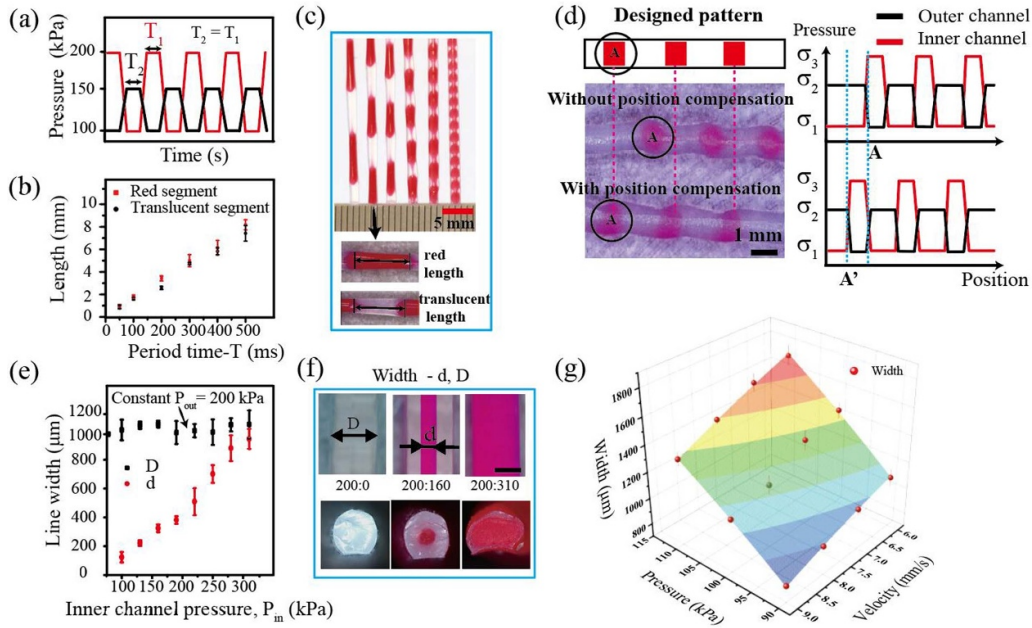 (a)
Pressure (kPa)
200
150
100
T₁
T₂ = T₁
T₂
Time (s)
(b)
Length (mm)
10
8
6
4
2
0
Red segment
Translucent segment
0 100 200 300 400 500
Period time-T (ms)
(c)
5 mm
red
length
translucent
length
(d)
Designed pattern
A
Without position compensation
A
With position compensation
A
1 mm
Outer channel
Inner channel
Pressure
σ₃
σ₂
σ₁
A
σ₃
σ₂
σ₁
A'
Position
(e)
Line width (μm)
1200
1000
800
600
400
200
0
Constant Pout = 200 kPa
D
d
100 150 200 250 300
Inner channel pressure, Pin (kPa)
(f)
Width - d, D
D
d
200:0
200:160
200:310
(g)
Width
Width (μm)
1800
1600
1400
1200
1000
800
115
110
105
100
95
90
Pressure (kPa)
6.0
6.5
7.0
7.5
8.0
8.5
9.0
Velocity (mm/s)